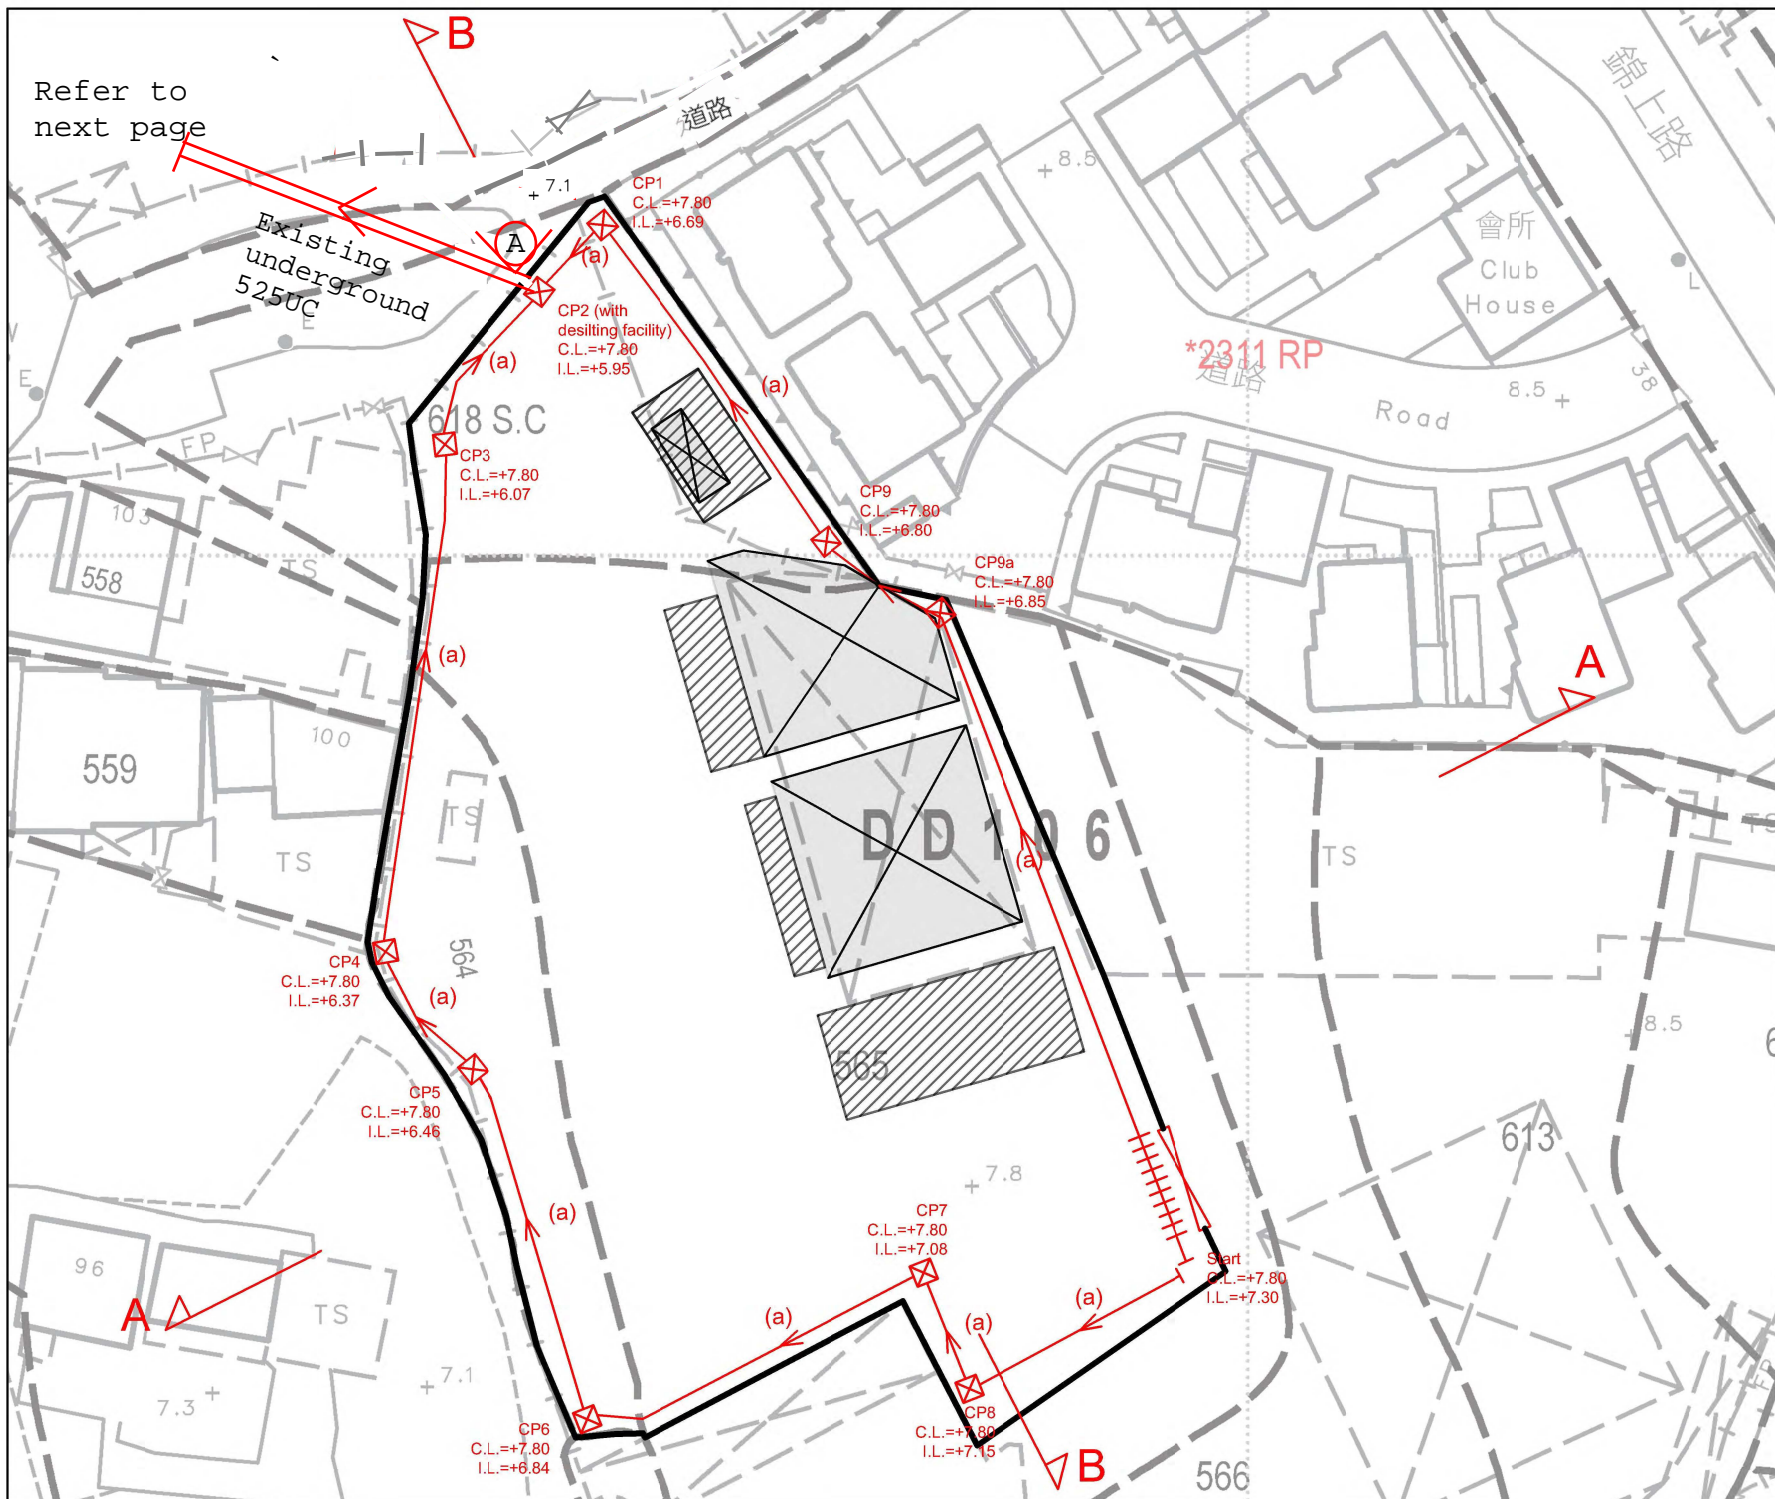 B
Refer to
next page
道路
錦上路
8.5
7.1
CP1
C.L.=+7.80
I.L.=+6.69
Existing
underground
525UC
A
(a)
CP2 (with
desilting facility)
C.L.=+7.80
I.L.=+5.95
會所
Club
House
L
E
E
*2311 RP
道路
Road
8.5
38
(a)
(a)
618 S.C
FP
CP3
C.L.=+7.80
I.L.=+6.07
CP9
C.L.=+7.80
I.L.=+6.80
103
558
TS
CP9a
C.L.=+7.80
I.L.=+6.85
(a)
A
559
100
TS
TS
DD106
(a)
TS
TS
564
CP4
C.L.=+7.80
I.L.=+6.37
(a)
8.5
565
CP5
C.L.=+7.80
I.L.=+6.46
613
7.8
(a)
CP7
C.L.=+7.80
I.L.=+7.08
Start
C.L.=+7.80
I.L.=+7.30
96
A
TS
(a)
(a)
(a)
7.1
7.3
CP6
C.L.=+7.80
I.L.=+6.84
CP8
C.L.=+7.80
I.L.=+7.15
B
566
FP